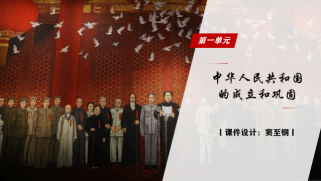 第一单元
中华人民共和国
的成立和巩固
课件设计：窦至钢